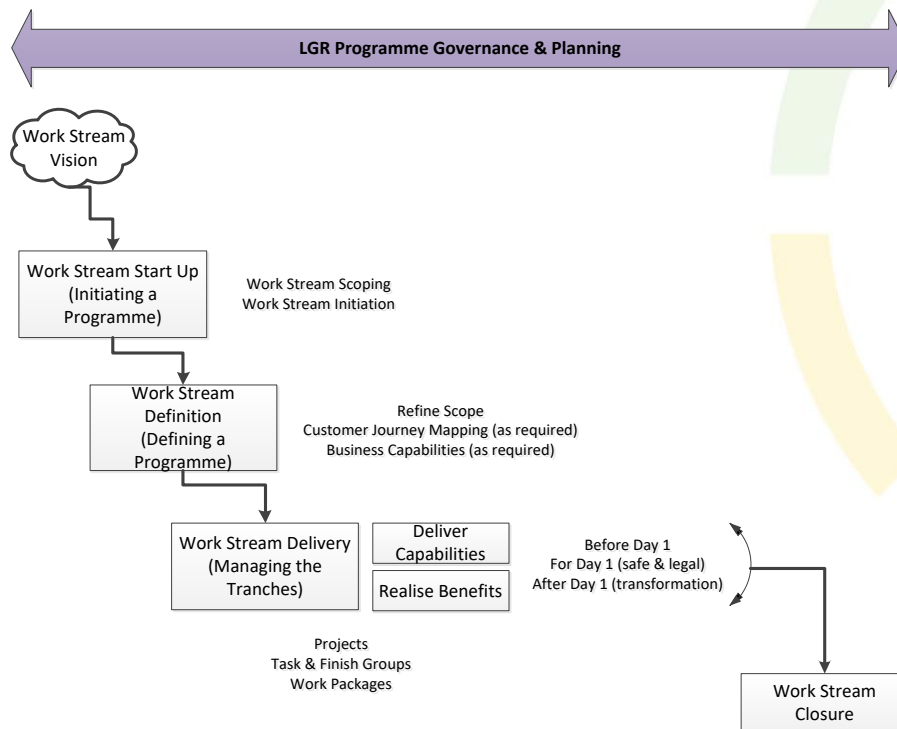 LGR Programme Governance & Planning
Work Stream
Vision
Work Stream Start Up
(Initiating a
Programme)
Work Stream Scoping
Work Stream Initiation
Work Stream
Definition
(Defining a
Programme)
Refine Scope
Customer Journey Mapping (as required)
Business Capabilities (as required)
Work Stream Delivery
(Managing the
Tranches)
Deliver
Capabilities
Realise Benefits
Before Day 1
For Day 1 (safe & legal)
After Day 1 (transformation)
Projects
Task & Finish Groups
Work Packages
Work Stream
Closure